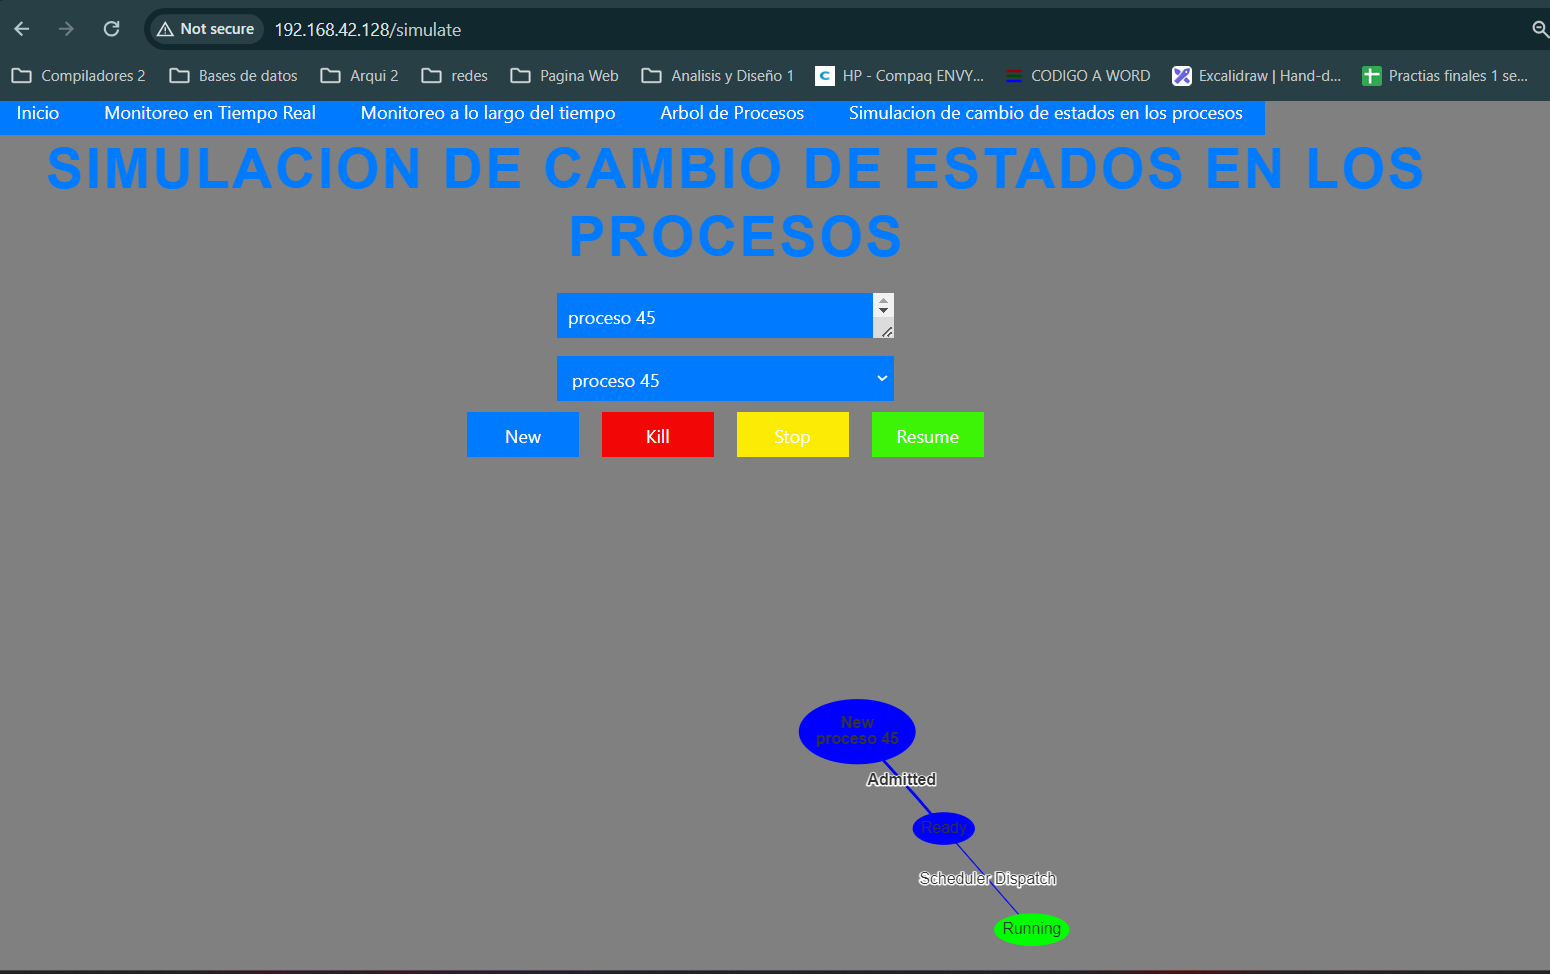 Not secure 192.168.42.128/simulate
Compiladores 2 Bases de datos Arqui 2 redes Pagina Web Analisis y Diseño 1 HP - Compaq ENVY... CODIGO A WORD Excalidraw | Hand-d... Practias finales 1 se...
Inicio Monitoreo en Tiempo Real Monitoreo a lo largo del tiempo Arbol de Procesos Simulacion de cambio de estados en los procesos
SIMULACION DE CAMBIO DE ESTADOS EN LOS
PROCESOS
proceso 45
proceso 45
New Kill Stop Resume
New
proceso 45
Admitted
Ready
Scheduler Dispatch
Running